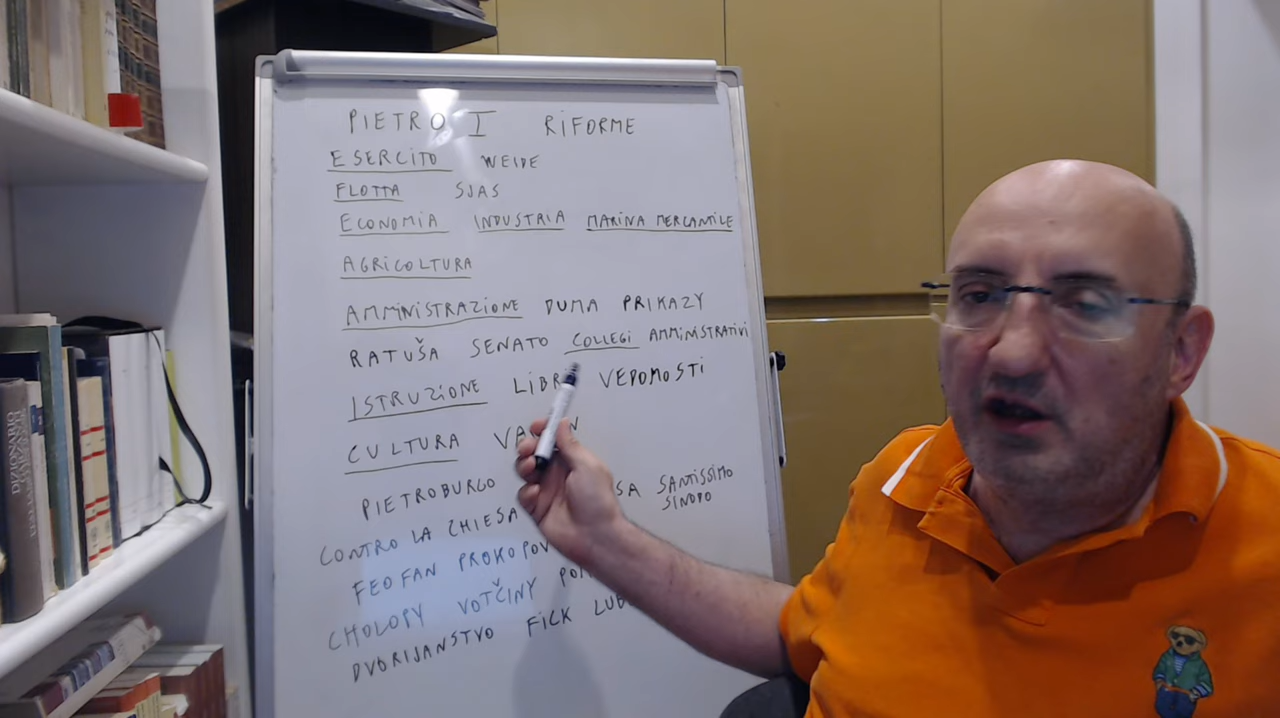 PIETRO I RIFORME
ESERCITO WEIDE
FLOTTA SJAS
ECONOMIA INDUSTRIA MARINA MERCANTILE
AGRICOLTURA
AMMINISTRAZIONE DUMA PRIKAZY
RATUŠA SENATO COLLEGI AMMINISTRATIVI
ISTRUZIONE VEDOMOSTI
CULTURA
PIETROBURGO SANTISSIMO
SINODO
CONTRO LA CHIESA
FEOFAN PROKOPOV
CHOLOPY VOTČINY
DVORIJANSTVO FICK